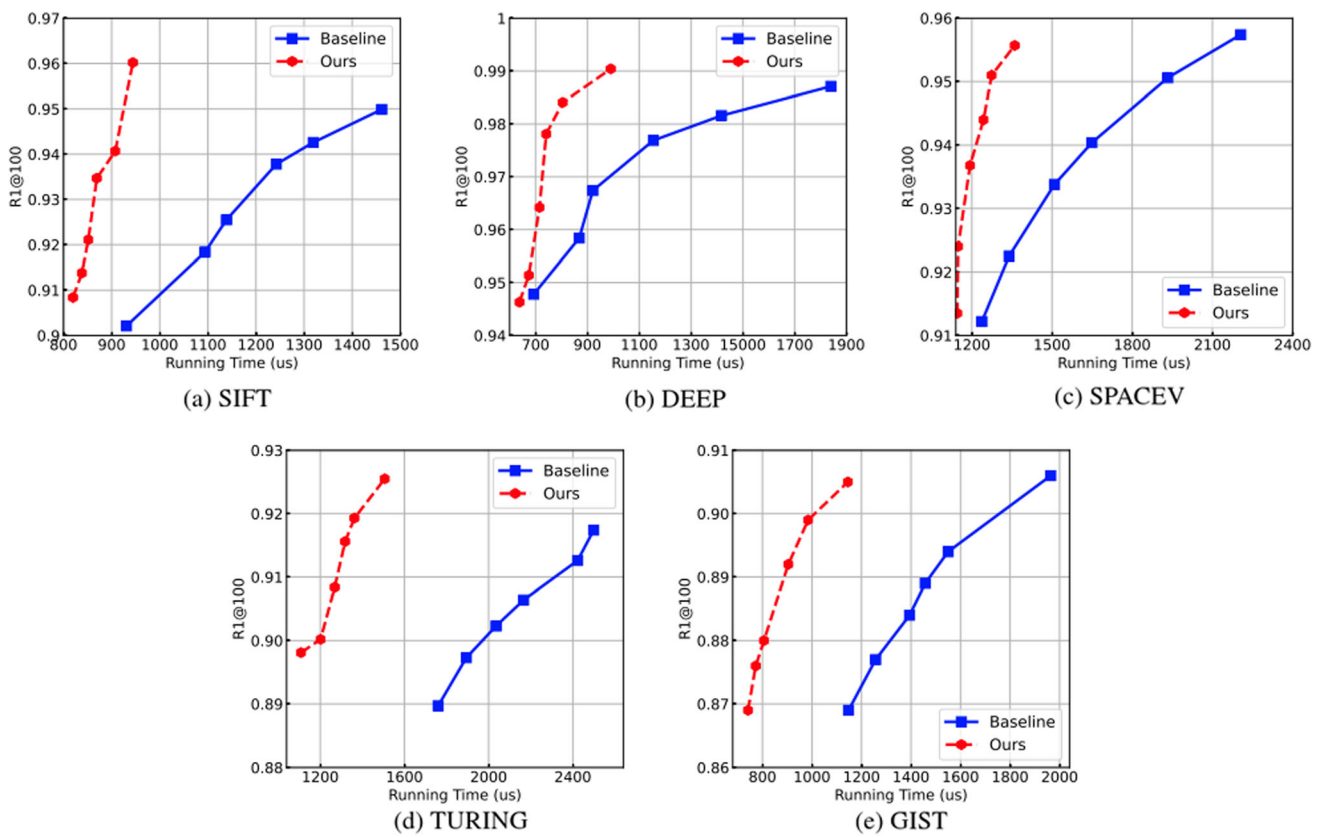 0.97
0.96
0.95
0.94
0.93
0.92
0.91
0.9
R1@100
800 900 1000 1100 1200 1300 1400 1500
Running Time (us)
Baseline
Ours
(a) SIFT
1
0.99
0.98
0.97
0.96
0.95
0.94
R1@100
700 900 1100 1300 1500 1700 1900
Running Time (us)
Baseline
Ours
(b) DEEP
0.96
0.95
0.94
0.93
0.92
0.91
R1@100
1200 1500 1800 2100 2400
Running Time (us)
Baseline
Ours
(c) SPACEV
0.93
0.92
0.91
0.90
0.89
0.88
R1@100
1200 1600 2000 2400
Running Time (us)
Baseline
Ours
(d) TURING
0.91
0.90
0.89
0.88
0.87
0.86
R1@100
800 1000 1200 1400 1600 1800 2000
Running Time (us)
Baseline
Ours
(e) GIST